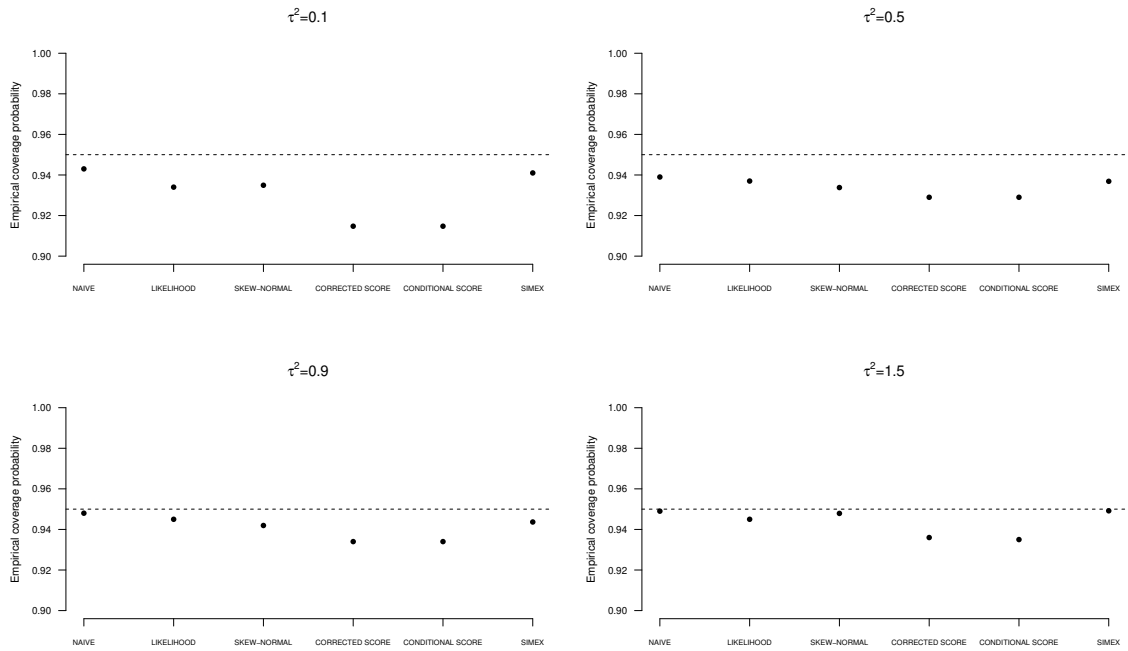 τ²=0.1
Empirical coverage probability
1.00
0.98
0.96
0.94
0.92
0.90
NAIVE LIKELIHOOD SKEW−NORMAL CORRECTED SCORE CONDITIONAL SCORE SIMEX
τ²=0.5
Empirical coverage probability
1.00
0.98
0.96
0.94
0.92
0.90
NAIVE LIKELIHOOD SKEW−NORMAL CORRECTED SCORE CONDITIONAL SCORE SIMEX
τ²=0.9
Empirical coverage probability
1.00
0.98
0.96
0.94
0.92
0.90
NAIVE LIKELIHOOD SKEW−NORMAL CORRECTED SCORE CONDITIONAL SCORE SIMEX
τ²=1.5
Empirical coverage probability
1.00
0.98
0.96
0.94
0.92
0.90
NAIVE LIKELIHOOD SKEW−NORMAL CORRECTED SCORE CONDITIONAL SCORE SIMEX